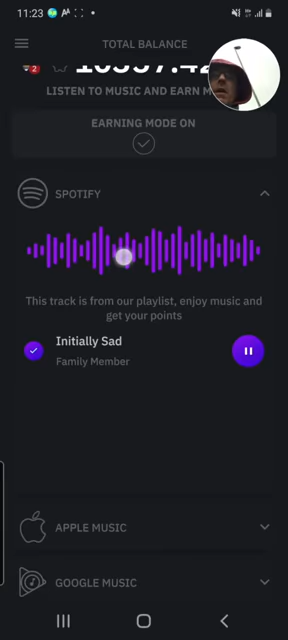 11:23
TOTAL BALANCE
2
LISTEN TO MUSIC AND EARN
EARNING MODE ON
SPOTIFY
This track is from our playlist, enjoy music and
get your points
Initially Sad
Family Member
APPLE MUSIC
GOOGLE MUSIC